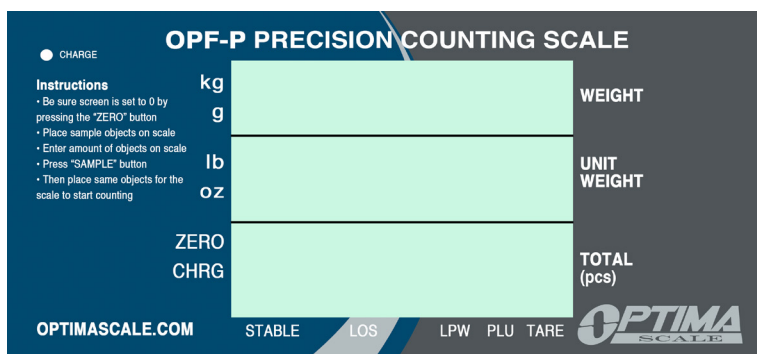 OPF-P PRECISION COUNTING SCALE
CHARGE
Instructions
• Be sure screen is set to 0 by
pressing the "ZERO" button
• Place sample objects on scale
• Enter amount of objects on scale
• Press "SAMPLE" button
• Then place same objects for the
scale to start counting
kg
g
lb
oz
ZERO
CHRG
WEIGHT
UNIT
WEIGHT
TOTAL
(pcs)
OPTIMASCALE.COM
STABLE LOS LPW PLU TARE
OPTIMA
SCALE